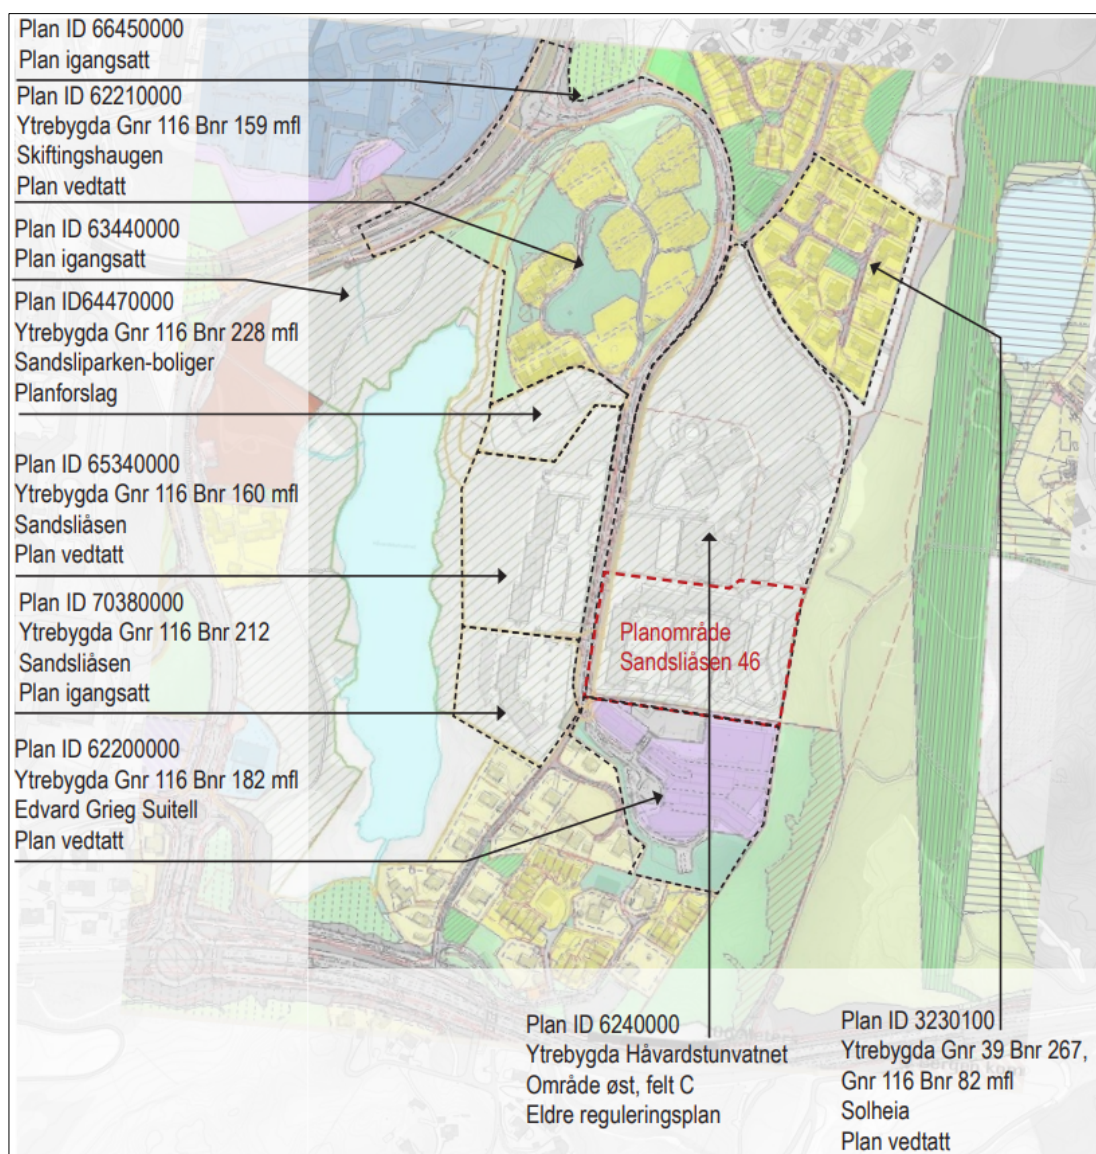 Plan ID 66450000
Plan igangsatt
Plan ID 62210000
Ytrebygda Gnr 116 Bnr 159 mfl
Skiftingshaugen
Plan vedtatt
Plan ID 63440000
Plan igangsatt
Plan ID64470000
Ytrebygda Gnr 116 Bnr 228 mfl
Sandsliparken-boliger
Planforslag
Plan ID 65340000
Ytrebygda Gnr 116 Bnr 160 mfl
Sandsliåsen
Plan vedtatt
Plan ID 70380000
Ytrebygda Gnr 116 Bnr 212
Sandsliåsen
Plan igangsatt
Plan ID 62200000
Ytrebygda Gnr 116 Bnr 182 mfl
Edvard Grieg Suitell
Plan vedtatt
Planområde
Sandsliåsen 46
Plan ID 6240000
Ytrebygda Håvardstunvatnet
Område øst, felt C
Eldre reguleringsplan
Plan ID 3230100
Ytrebygda Gnr 39 Bnr 267,
Gnr 116 Bnr 82 mfl
Solheia
Plan vedtatt